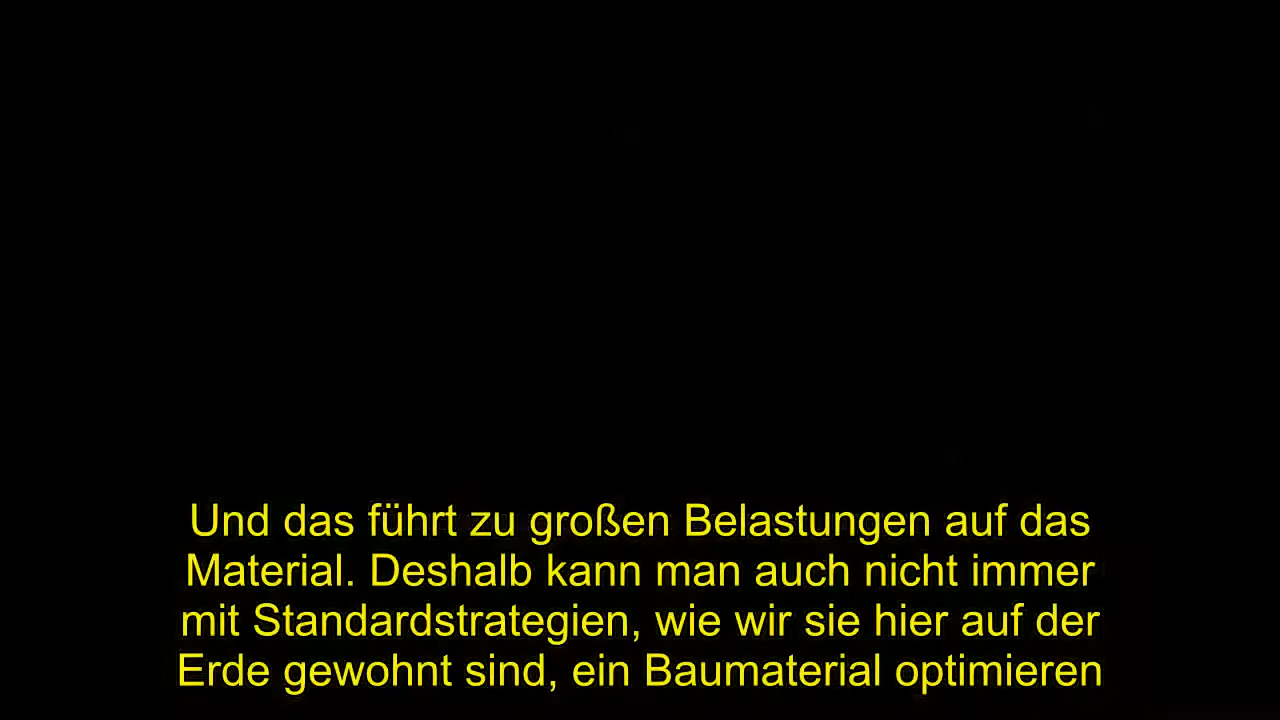 Und das führt zu großen Belastungen auf das
Material. Deshalb kann man auch nicht immer
mit Standardstrategien, wie wir sie hier auf der
Erde gewohnt sind, ein Baumaterial optimieren